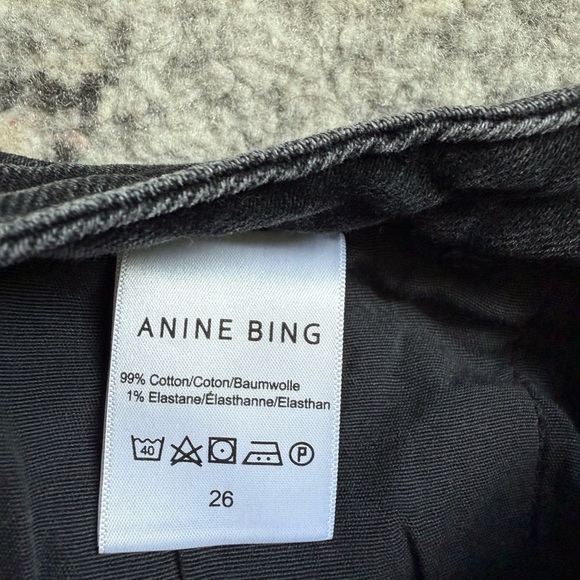 ANINE BING
99% Cotton/Coton/Baumwolle
1% Elastane/Élasthanne/Elasthan
40 P
26